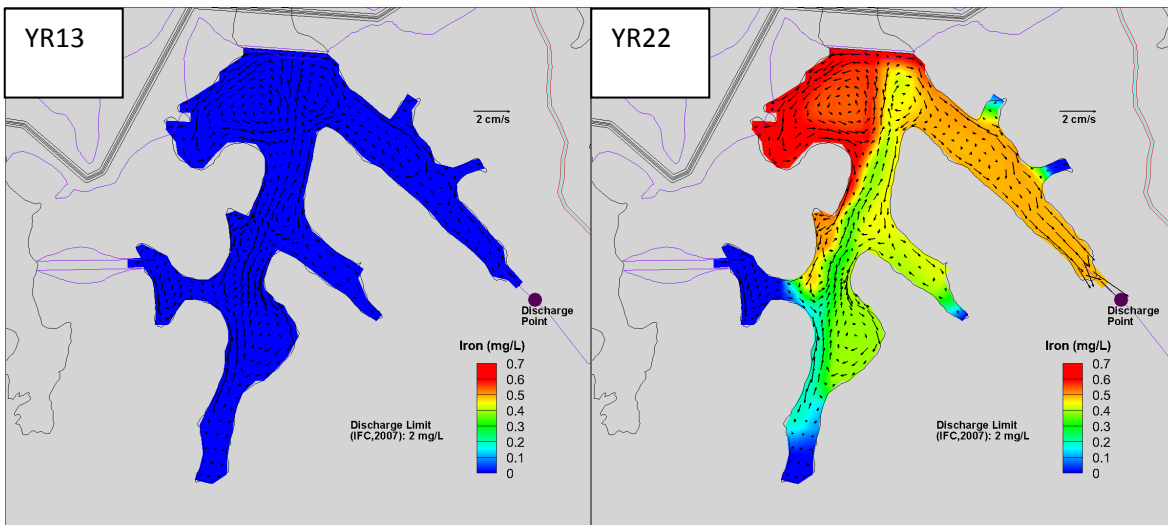 YR13
2 cm/s
Discharge
Point
Iron (mg/L)
0.7
0.6
0.5
0.4
0.3
0.2
0.1
0
Discharge Limit
(IFC,2007): 2 mg/L
YR22
2 cm/s
Discharge
Point
Iron (mg/L)
0.7
0.6
0.5
0.4
0.3
0.2
0.1
0
Discharge Limit
(IFC,2007): 2 mg/L